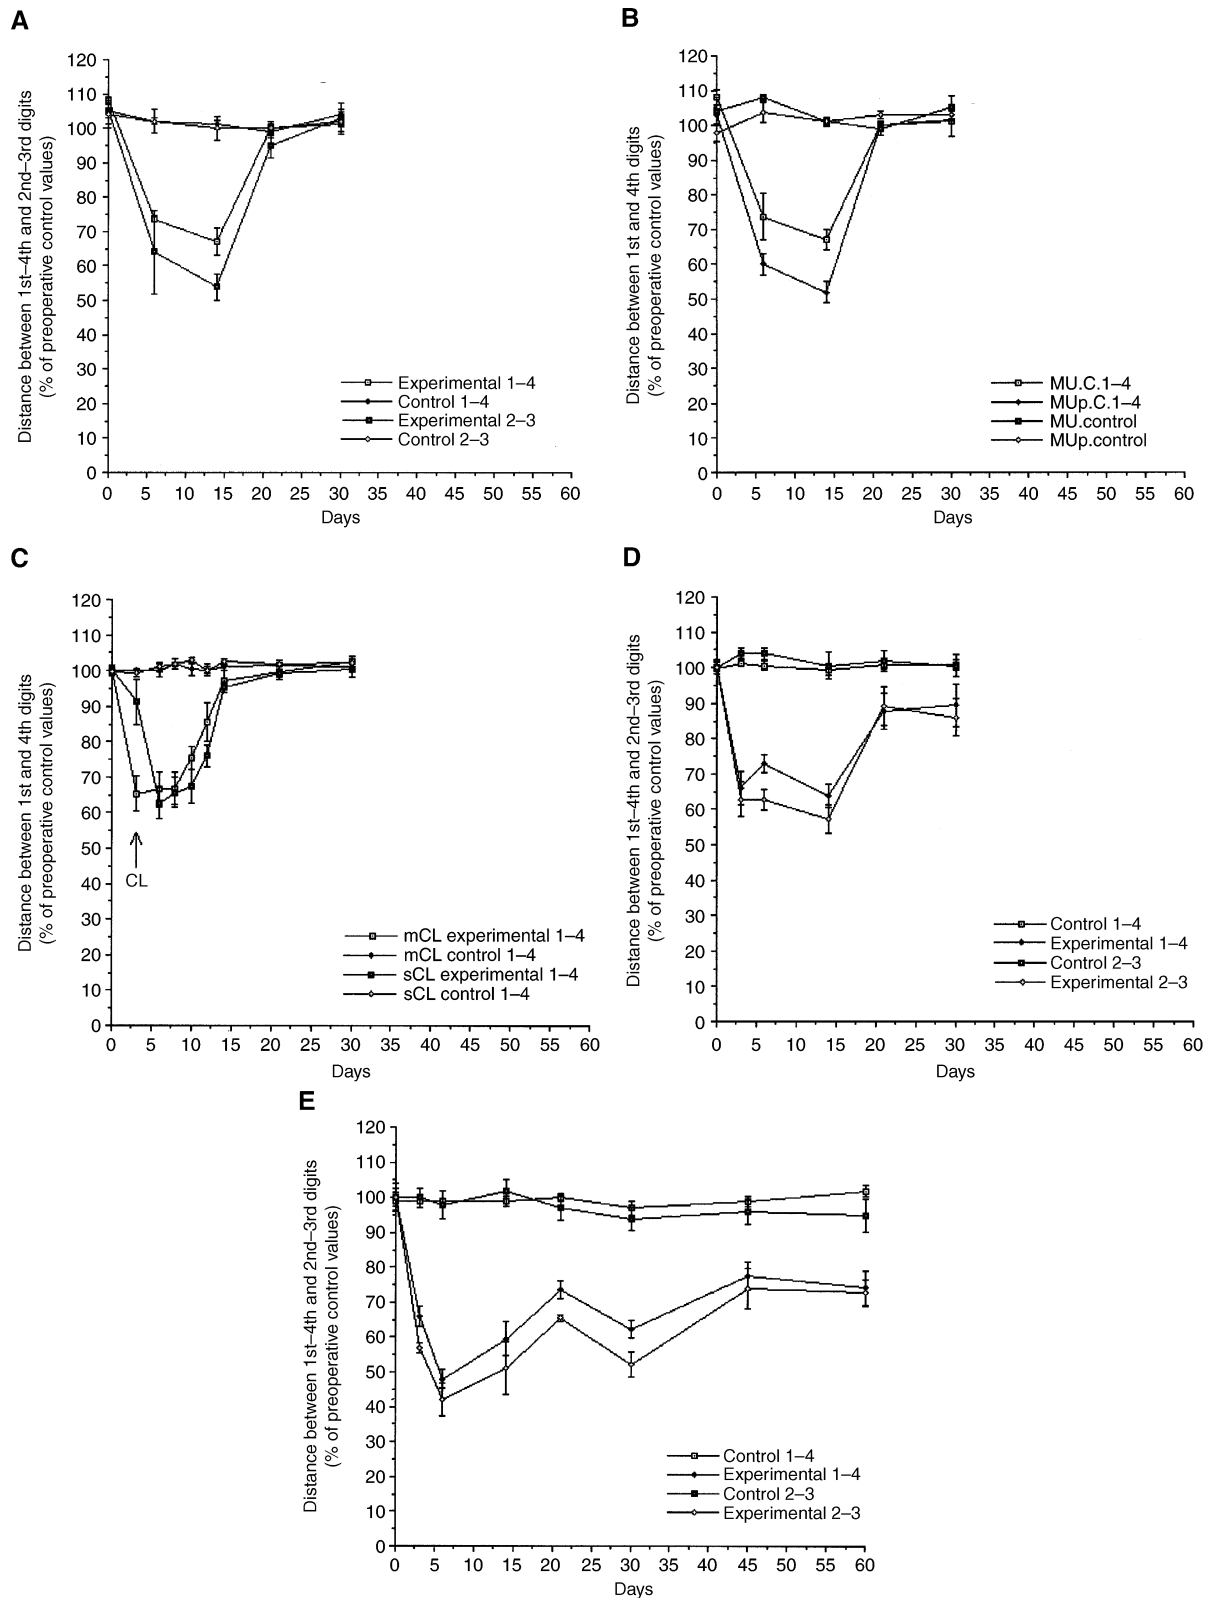 A
Distance between 1st–4th and 2nd–3rd digits
(% of preoperative control values)
120
110
100
90
80
70
60
50
40
30
20
10
0
Experimental 1–4
Control 1–4
Experimental 2–3
Control 2–3
0 5 10 15 20 30 35 40 45 50 55 60
Days
B
Distance between 1st and 4th digits
(% of preoperative control values)
120
110
100
90
80
70
60
50
40
30
20
10
0
MU.C.1–4
MUp.C.1–4
MU.control
MUp.control
0 5 10 15 20 25 30 35 40 45 50 55 60
Days
C
Distance between 1st and 4th digits
(% of preoperative control values)
120
110
100
90
80
70
60
50
40
30
20
10
0
CL
mCL experimental 1–4
mCL control 1–4
sCL experimental 1–4
sCL control 1–4
0 5 10 15 20 25 30 35 40 45 50 55 60
Days
D
Distance between 1st–4th and 2nd–3rd digits
(% of preoperative control values)
120
110
100
90
80
70
60
50
40
30
20
10
0
Control 1–4
Experimental 1–4
Control 2–3
Experimental 2–3
0 5 10 15 20 25 30 35 40 45 50 55 60
Days
E
Distance between 1st–4th and 2nd–3rd digits
(% of preoperative control values)
120
110
100
90
80
70
60
50
40
30
20
10
0
Control 1–4
Experimental 1–4
Control 2–3
Experimental 2–3
0 5 10 15 20 25 30 35 40 45 50 55 60
Days